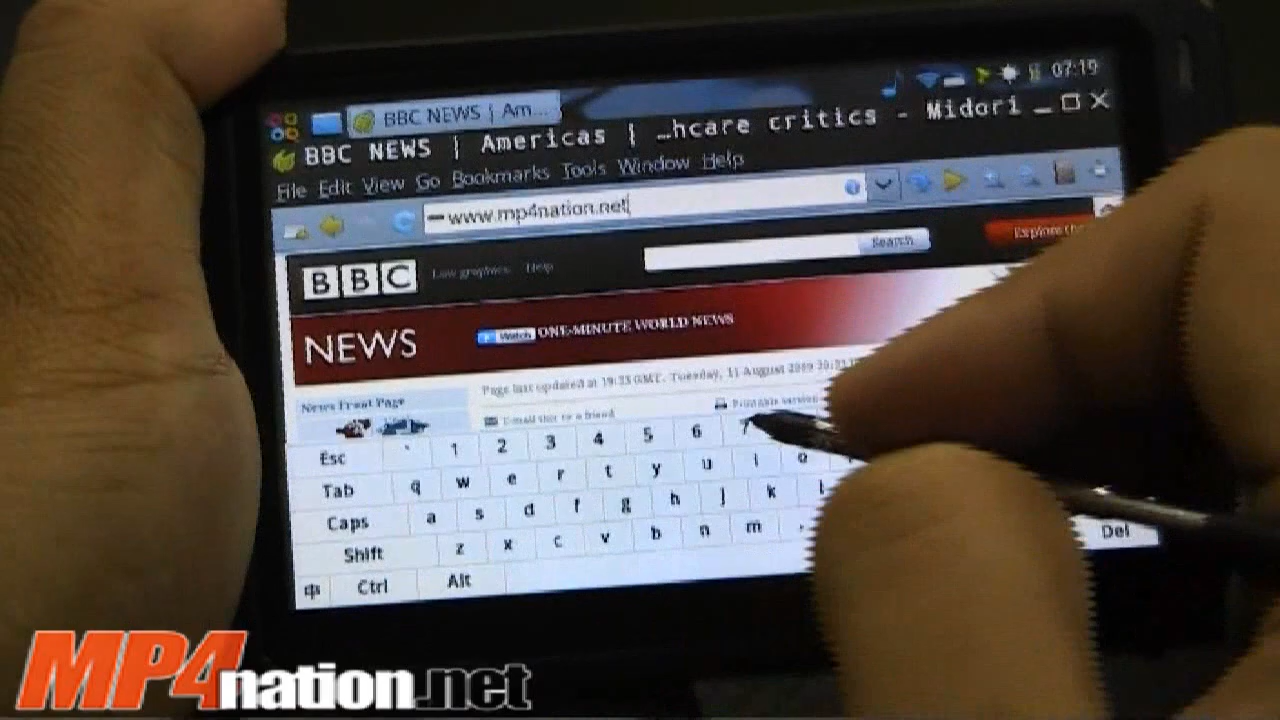 07:19
BBC NEWS | Am...
BBC NEWS | Americas | …hcare critics - Midori
File Edit View Go Bookmarks Tools Window Help
www.mp4nation.net
BBC Low graphics Help Search Explore the
NEWS Watch ONE-MINUTE WORLD NEWS
Page last updated at 19:33 GMT, Tuesday, 11 August 2009
News Front Page
E-mail this to a friend Printable version
Esc ` 1 2 3 4 5 6 7
Tab q w e r t y u i o
Caps a s d f g h j k l
Shift z x c v b n m ,
中 Ctrl Alt Del
MP4nation.net